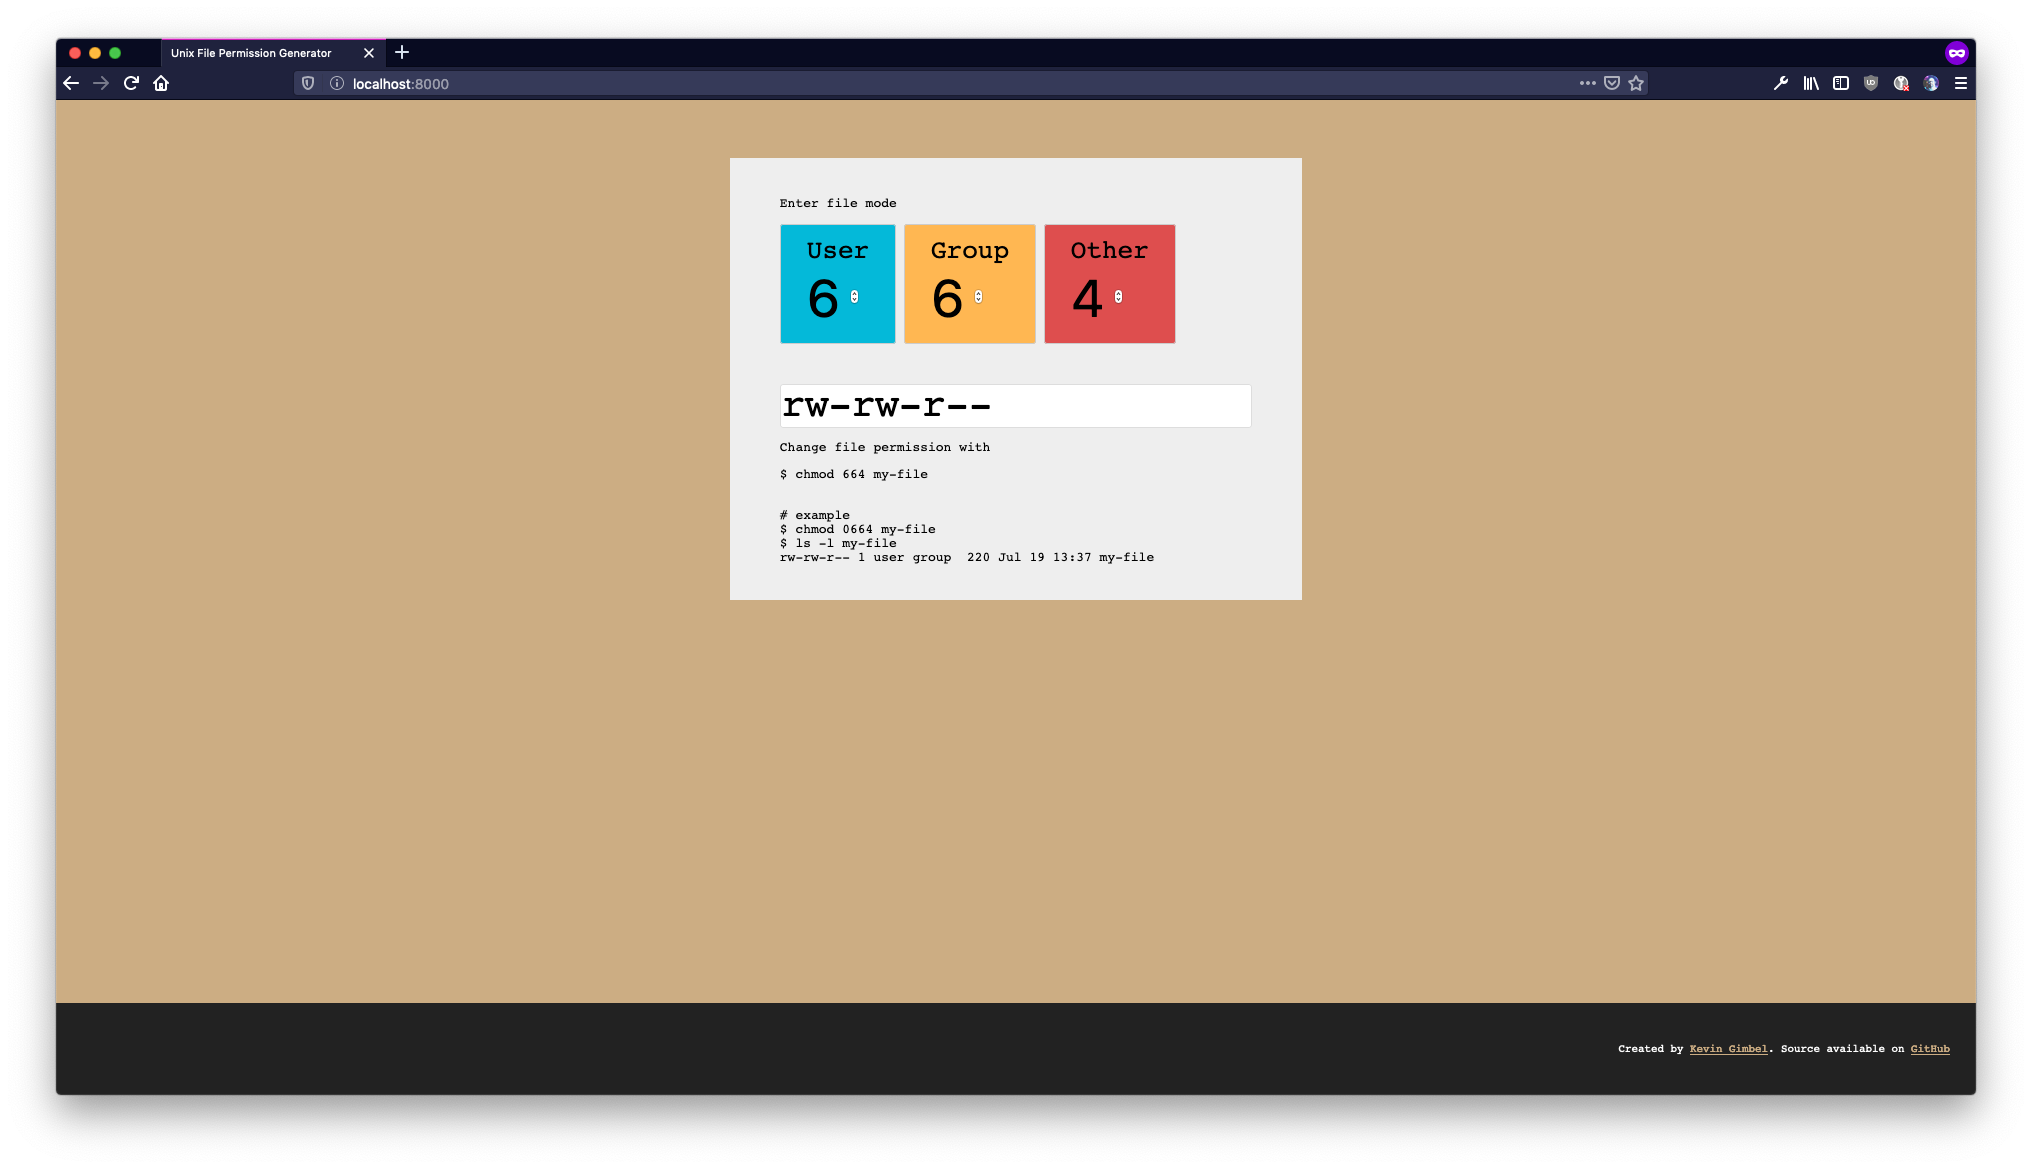 Unix File Permission Generator
localhost:8000
Enter file mode
User Group Other
6 6 4
rw-rw-r--
Change file permission with
$ chmod 664 my-file
# example
$ chmod 0664 my-file
$ ls -l my-file
rw-rw-r-- 1 user group  220 Jul 19 13:37 my-file
Created by Kevin Gimbel. Source available on GitHub